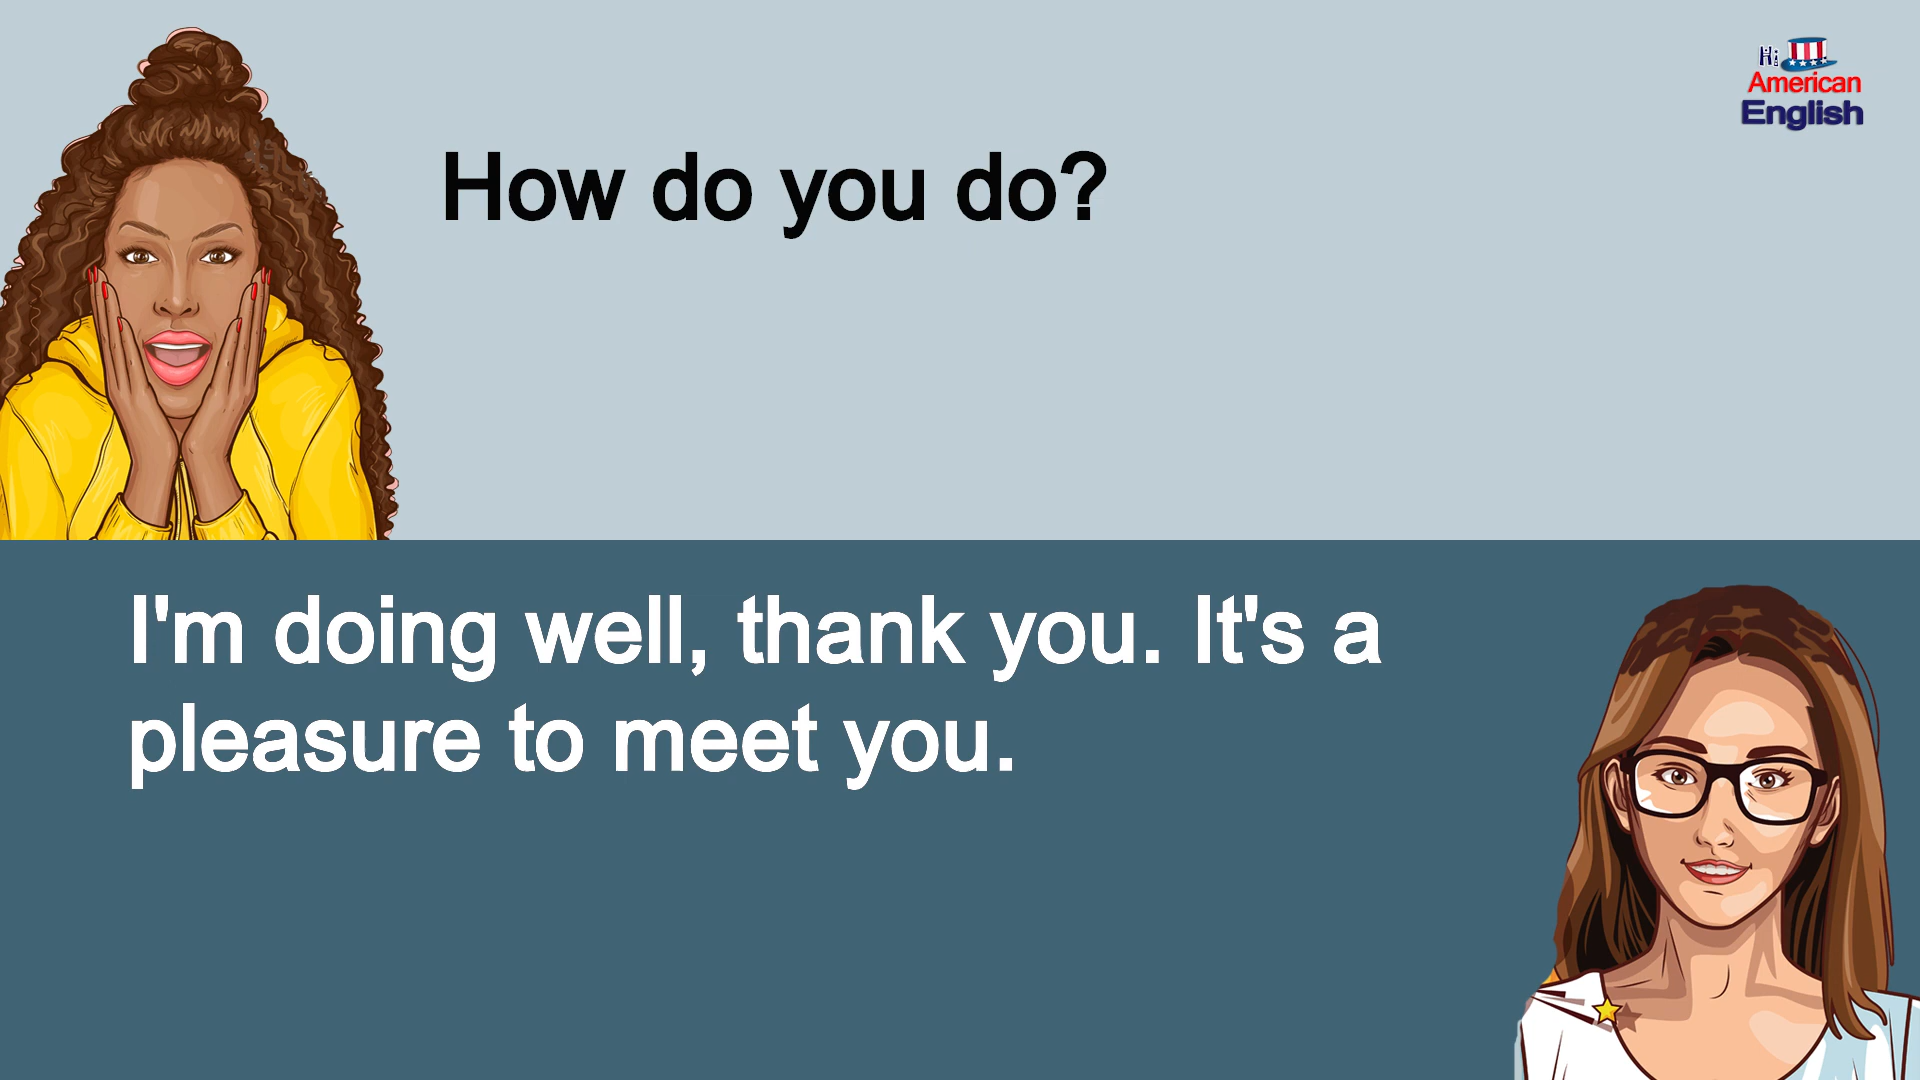 Hi
American
English
How do you do?
I'm doing well, thank you. It's a
pleasure to meet you.